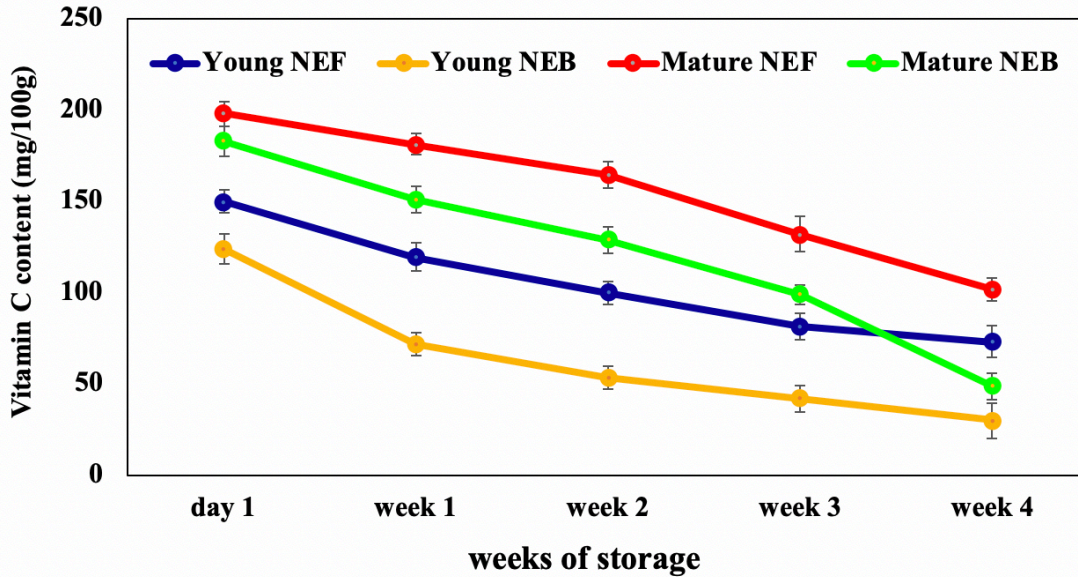 250
Young NEF Young NEB Mature NEF Mature NEB
200
150
100
50
0
Vitamin C content (mg/100g)
day 1 week 1 week 2 week 3 week 4
weeks of storage